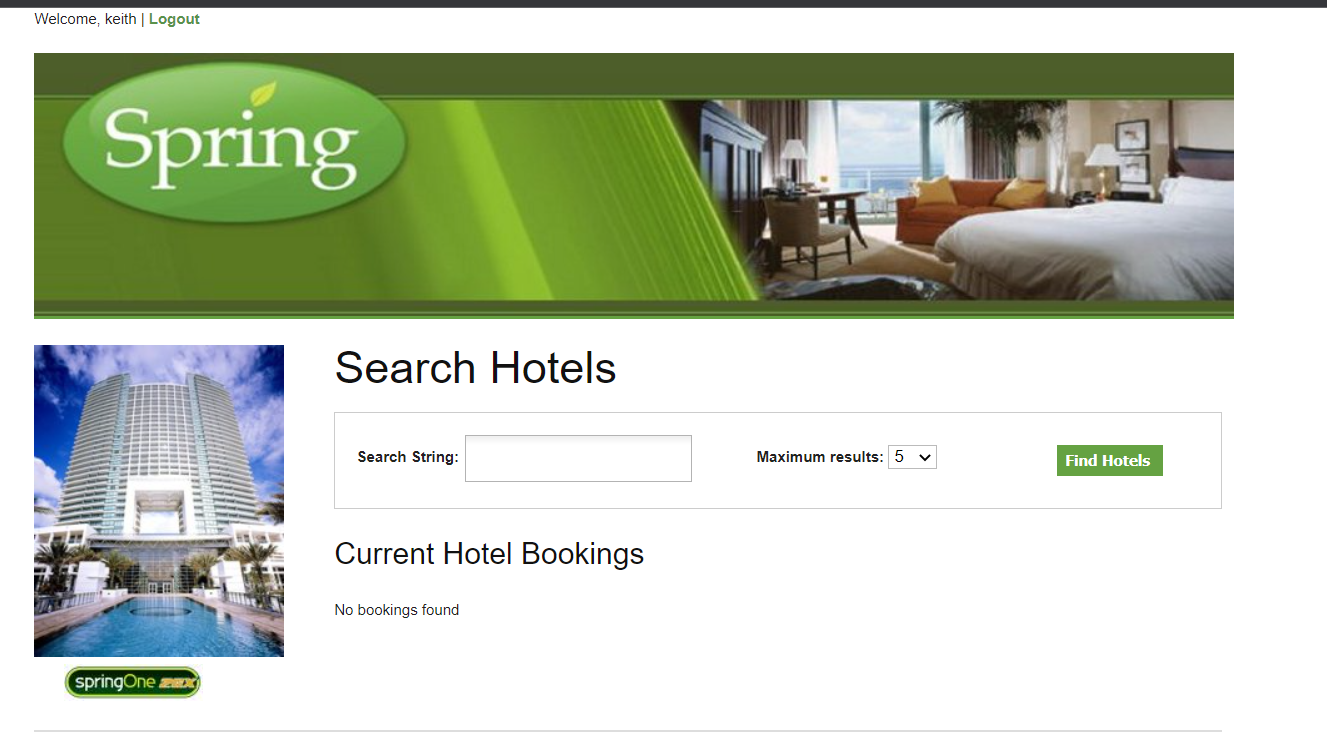 Welcome, keith | Logout
Spring
Search Hotels
Search String:
Maximum results: 5
Find Hotels
Current Hotel Bookings
No bookings found
springOne 2GX